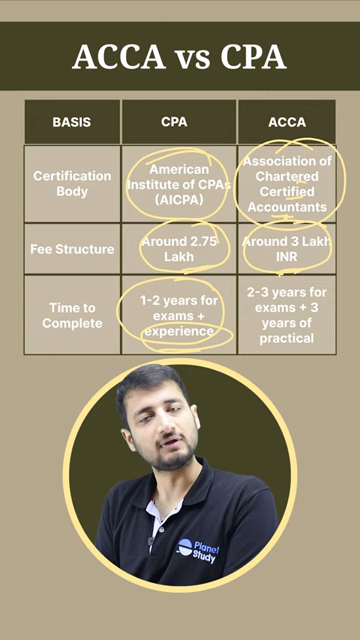 ACCA vs CPA
BASIS
CPA
ACCA
Certification
Body
American
Institute of CPAs
(AICPA)
Association of
Chartered
Certified
Accountants
Fee Structure
Around 2.75
Lakh
Around 3 Lakh
INR
Time to
Complete
1-2 years for
exams +
experience
2-3 years for
exams + 3
years of
practical
Planet
Study